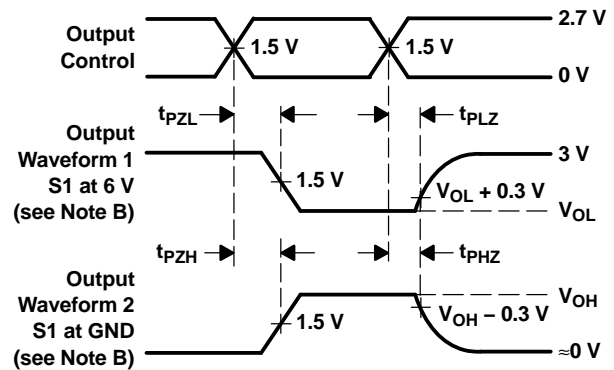 2.7 V
Output
Control
1.5 V
1.5 V
0 V
tPZL
tPLZ
Output
Waveform 1
S1 at 6 V
(see Note B)
3 V
1.5 V
VOL + 0.3 V
VOL
tPZH
tPHZ
Output
Waveform 2
S1 at GND
(see Note B)
VOH
1.5 V
VOH − 0.3 V
≈0 V